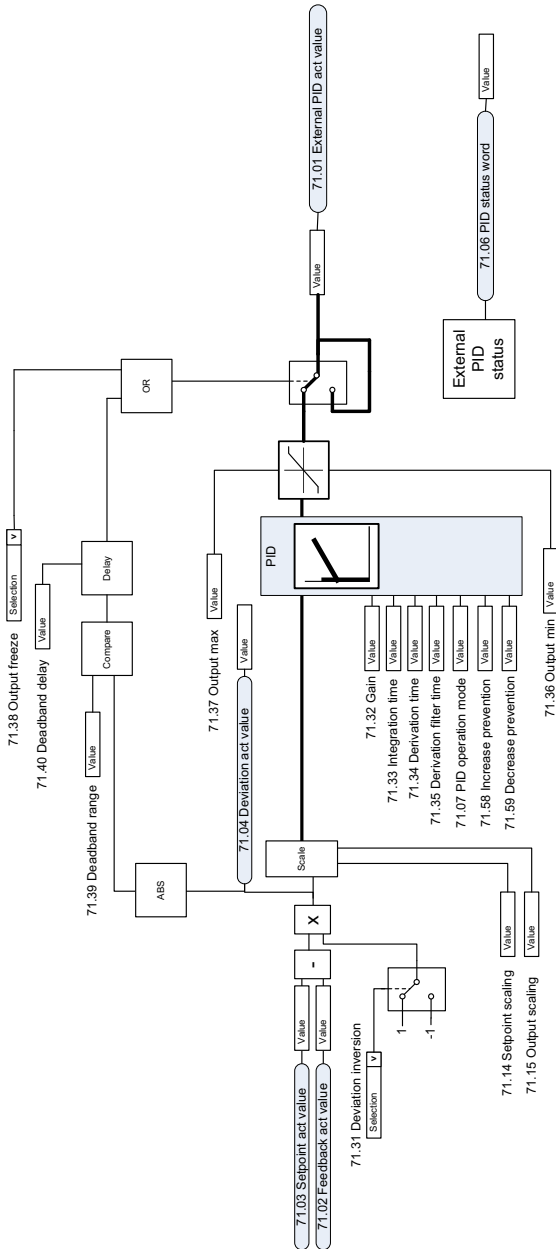 71.38 Output freeze
Selection
v
71.40 Deadband delay
Value
71.39 Deadband range
Value
Compare
Delay
OR
ABS
71.04 Deviation act value
Value
71.37 Output max
Value
71.03 Setpoint act value
Value
71.02 Feedback act value
Value
-
X
Scale
PID
Value
71.01 External PID act value
71.31 Deviation inversion
Selection
v
1
-1
71.32 Gain
Value
71.33 Integration time
Value
71.34 Derivation time
Value
71.35 Derivation filter time
Value
71.07 PID operation mode
Value
71.58 Increase prevention
Value
71.59 Decrease prevention
Value
71.14 Setpoint scaling
Value
71.15 Output scaling
Value
71.36 Output min
Value
External
PID
status
71.06 PID status word
Value